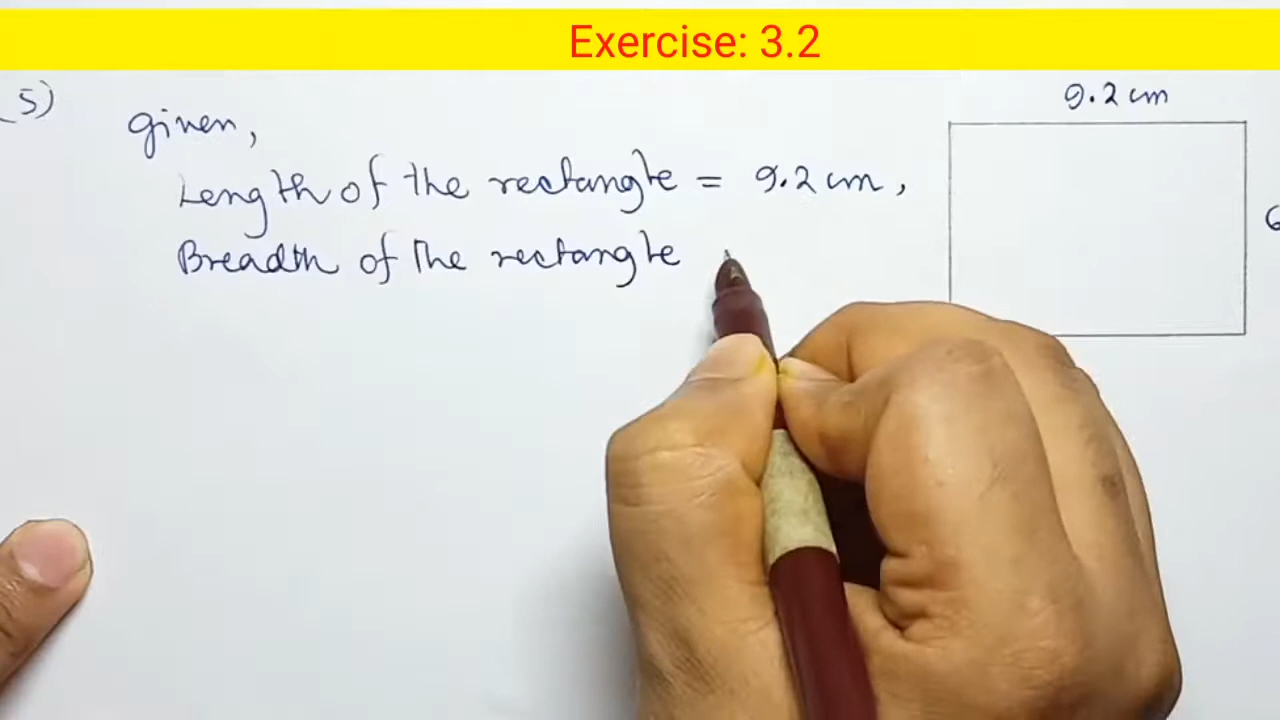 Exercise: 3.2
(5)
given,
9.2 cm
Length of the rectangle = 9.2 cm,
Breadth of the rectangle
6